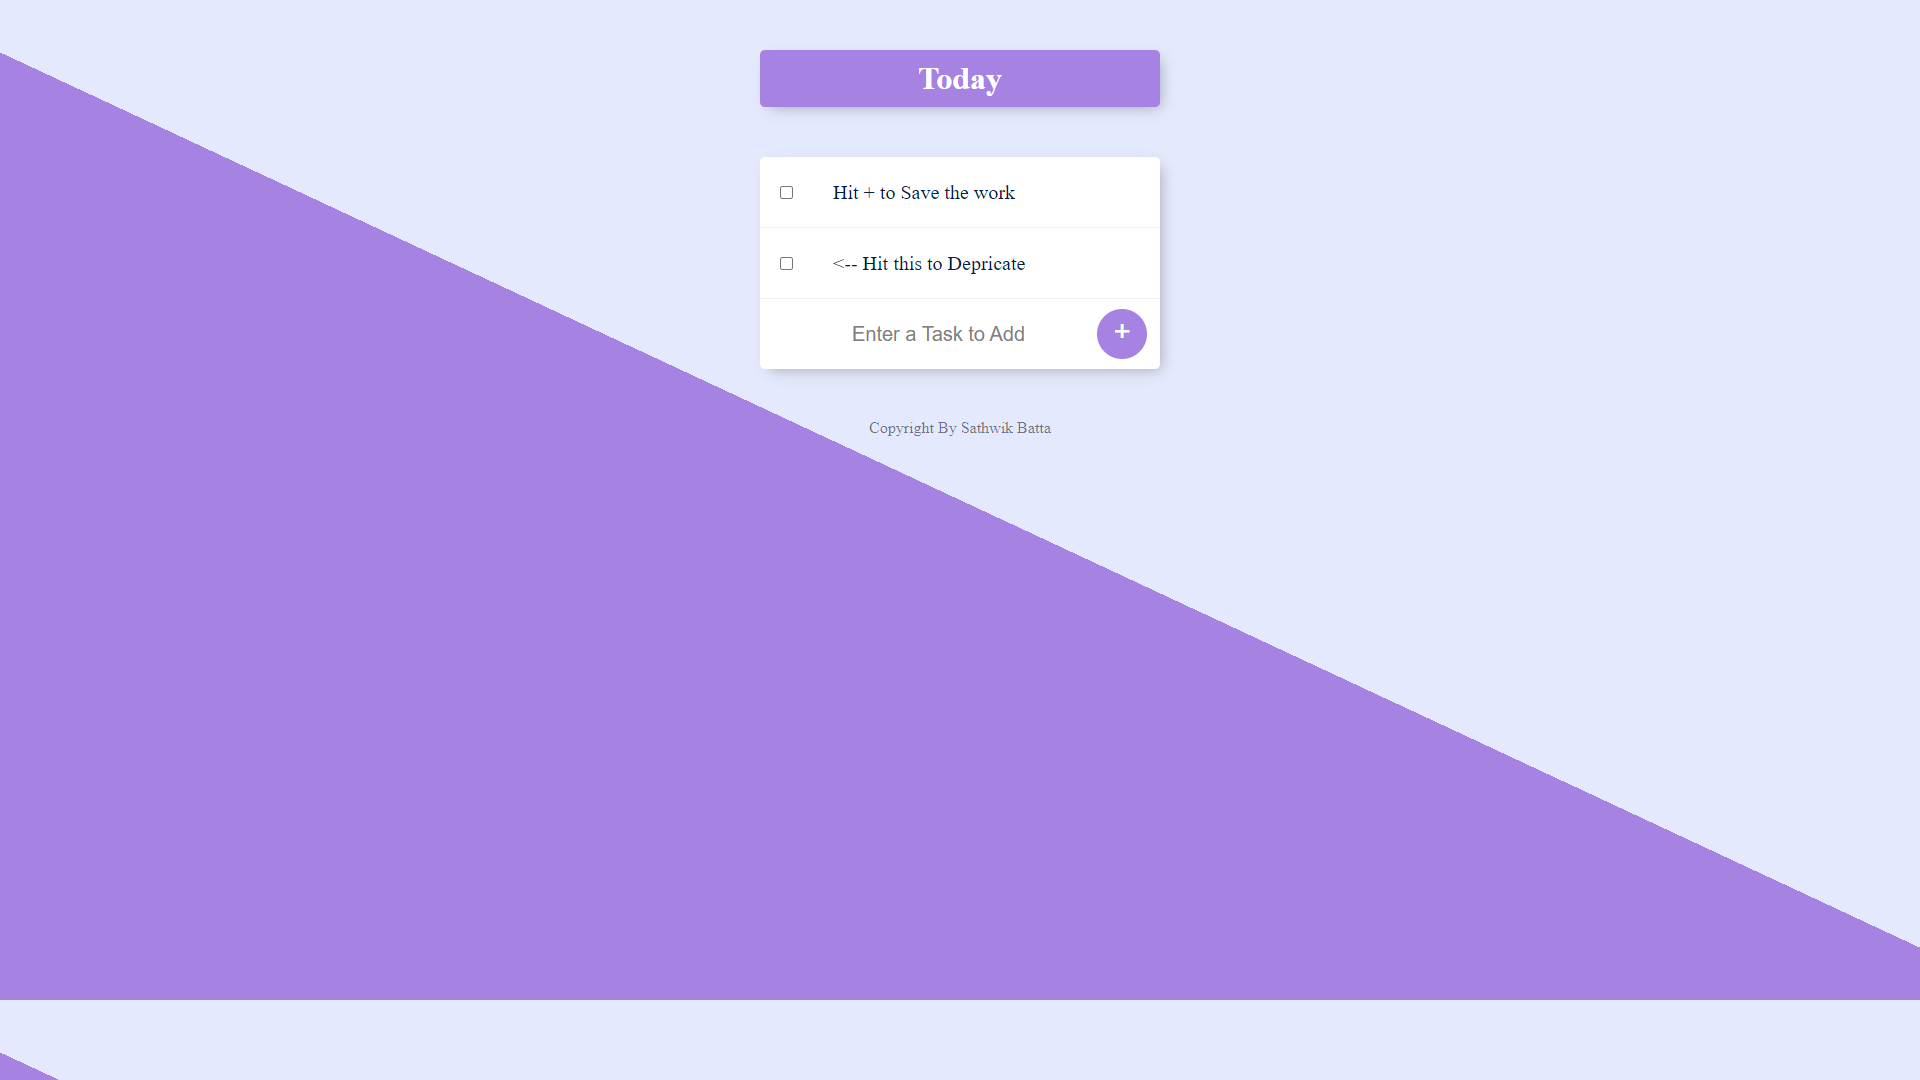 Today
Hit + to Save the work
<-- Hit this to Depricate
Enter a Task to Add
+
Copyright By Sathwik Batta